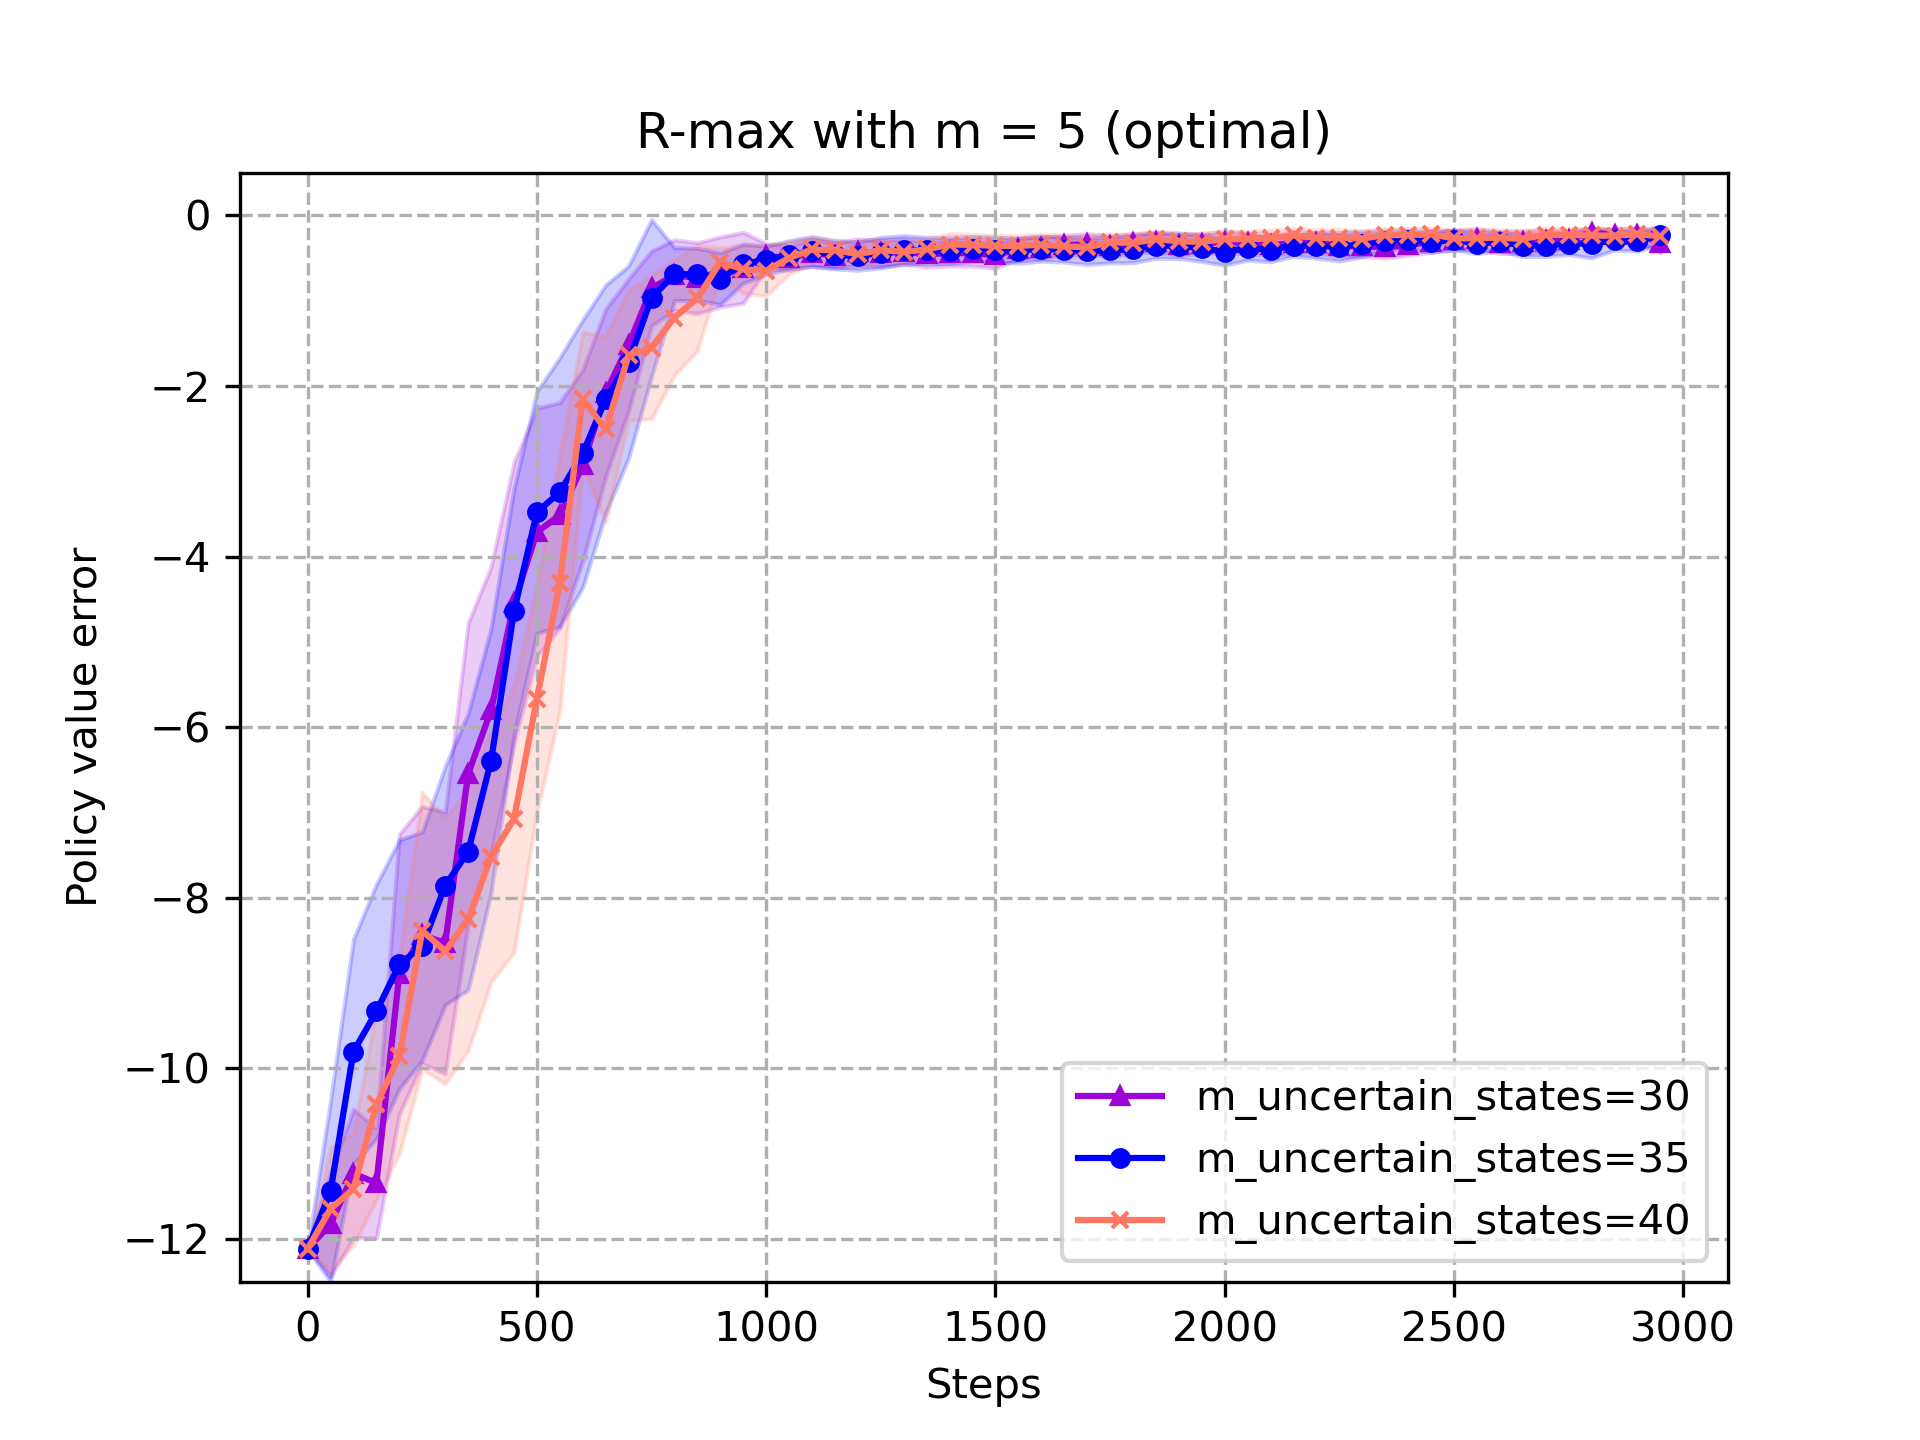 R-max with m = 5 (optimal)
Policy value error
0
−2
−4
−6
−8
−10
−12
m_uncertain_states=30
m_uncertain_states=35
m_uncertain_states=40
0 500 1000 1500 2000 2500 3000
Steps